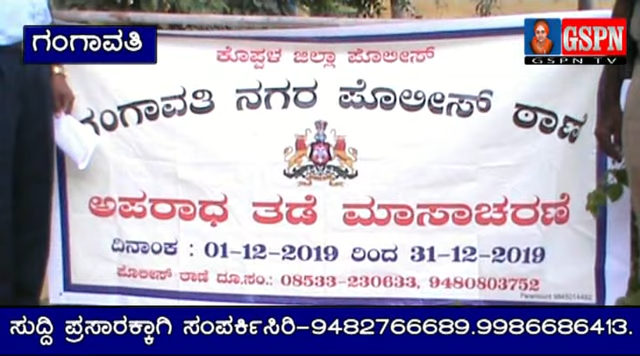 ಗಂಗಾವತಿ
GSPN
GSPN TV
ಕೊಪ್ಪಳ ಜಿಲ್ಲಾ ಪೊಲೀಸ್
ಗಂಗಾವತಿ ನಗರ ಪೊಲೀಸ್ ಠಾಣೆ
ಅಪರಾಧ ತಡೆ ಮಾಸಾಚರಣೆ
ದಿನಾಂಕ : 01-12-2019 ರಿಂದ 31-12-2019
ಪೊಲೀಸ್ ಠಾಣೆ ದೂ.ಸಂ.: 08533-230633, 9480803752
ಸುದ್ದಿ ಪ್ರಸಾರಕ್ಕಾಗಿ ಸಂಪರ್ಕಿಸಿರಿ-9482766689.9986686413.